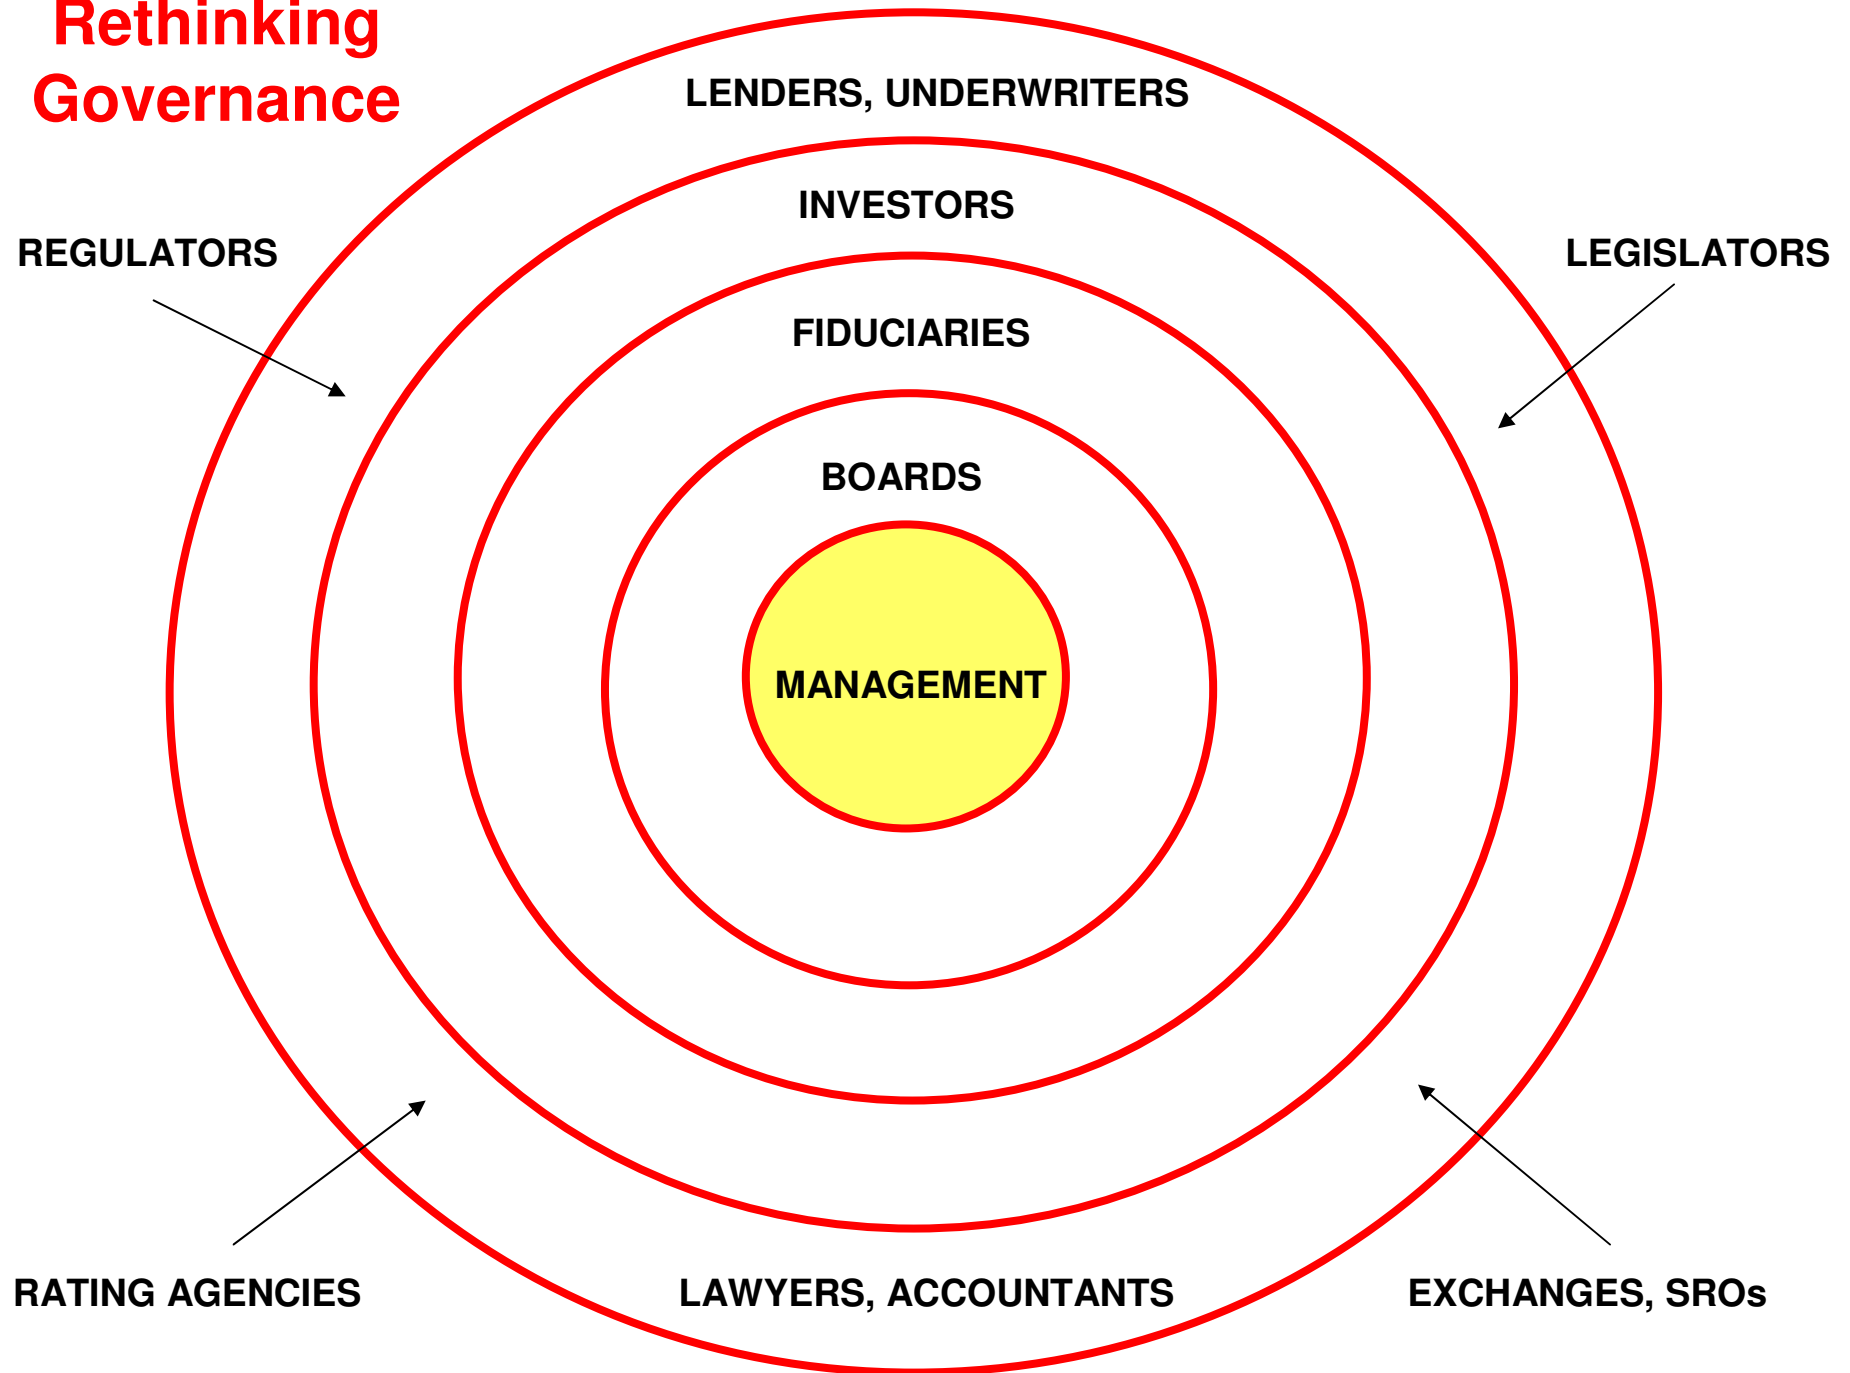 Rethinking
Governance
LENDERS, UNDERWRITERS
INVESTORS
REGULATORS
LEGISLATORS
FIDUCIARIES
BOARDS
MANAGEMENT
RATING AGENCIES
LAWYERS, ACCOUNTANTS
EXCHANGES, SROs